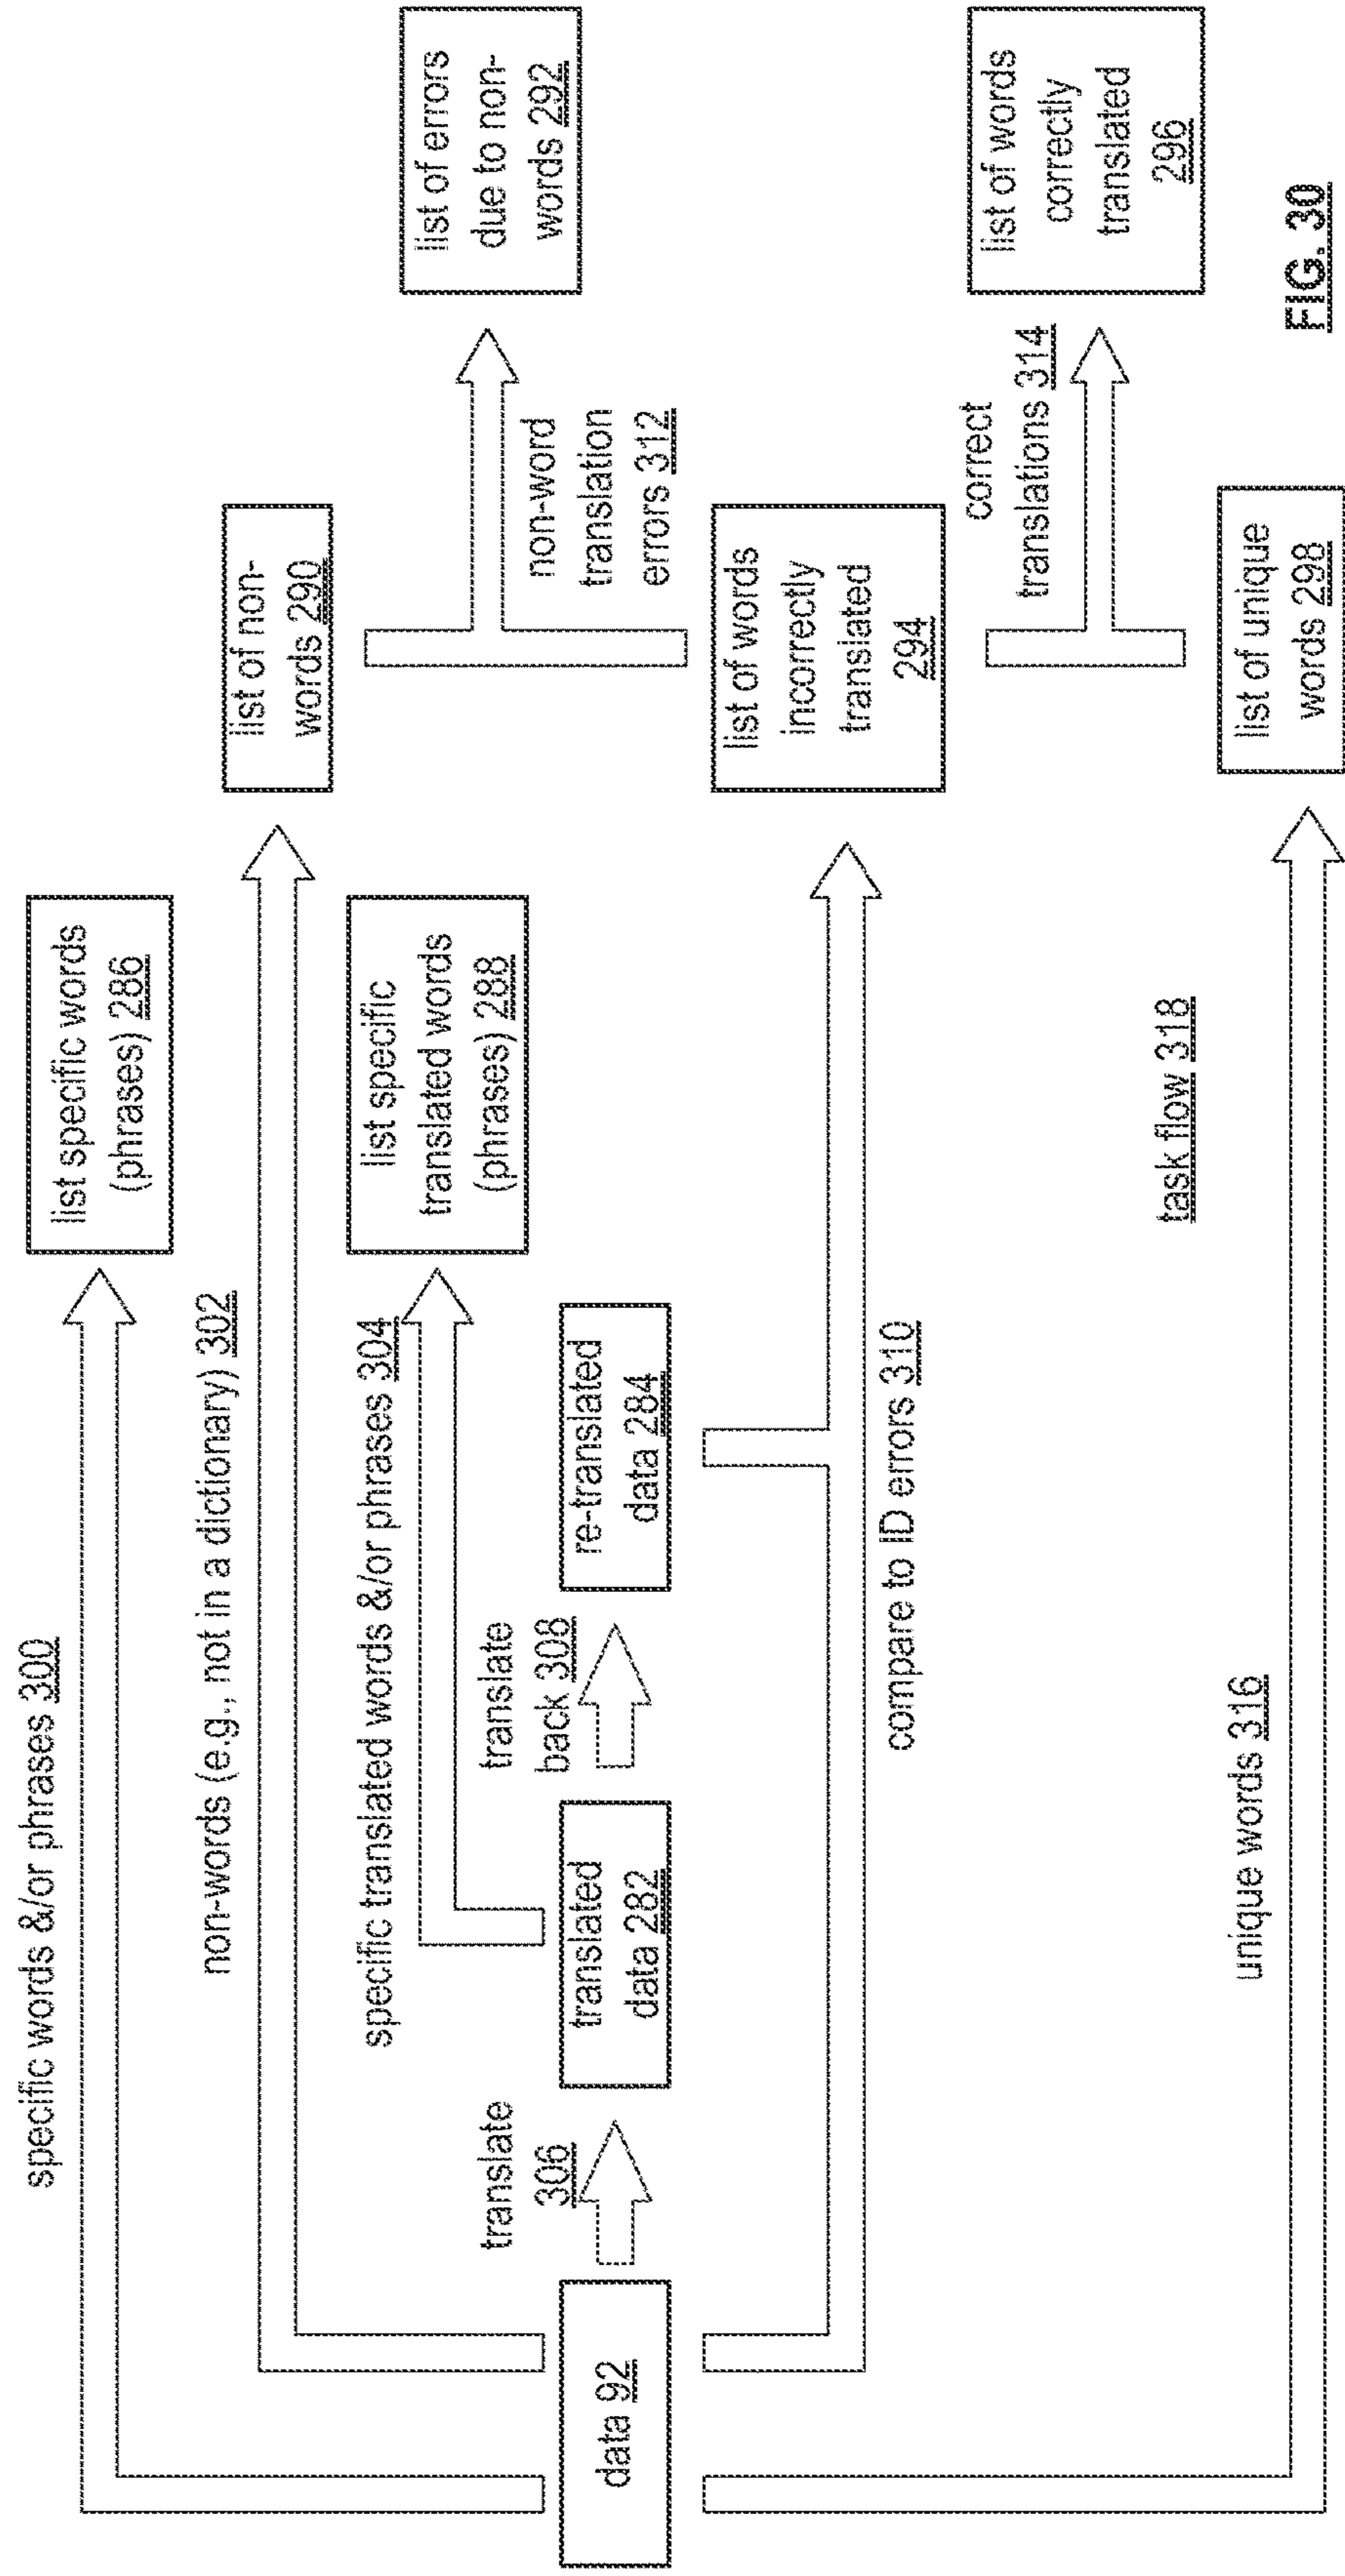 specific words &/or phrases 300
list specific words
(phrases) 286
non-words (e.g., not in a dictionary) 302
list of non-
words 290
specific translated words &/or phrases 304
list specific
translated words
(phrases) 288
list of errors
due to non-
words 292
non-word
translation
errors 312
data 92
translate
306
translated
data 282
translate
back 308
re-translated
data 284
compare to ID errors 310
list of words
incorrectly
translated
294
correct
translations 314
list of words
correctly
translated
296
unique words 316
list of unique
words 298
task flow 318
FIG. 30